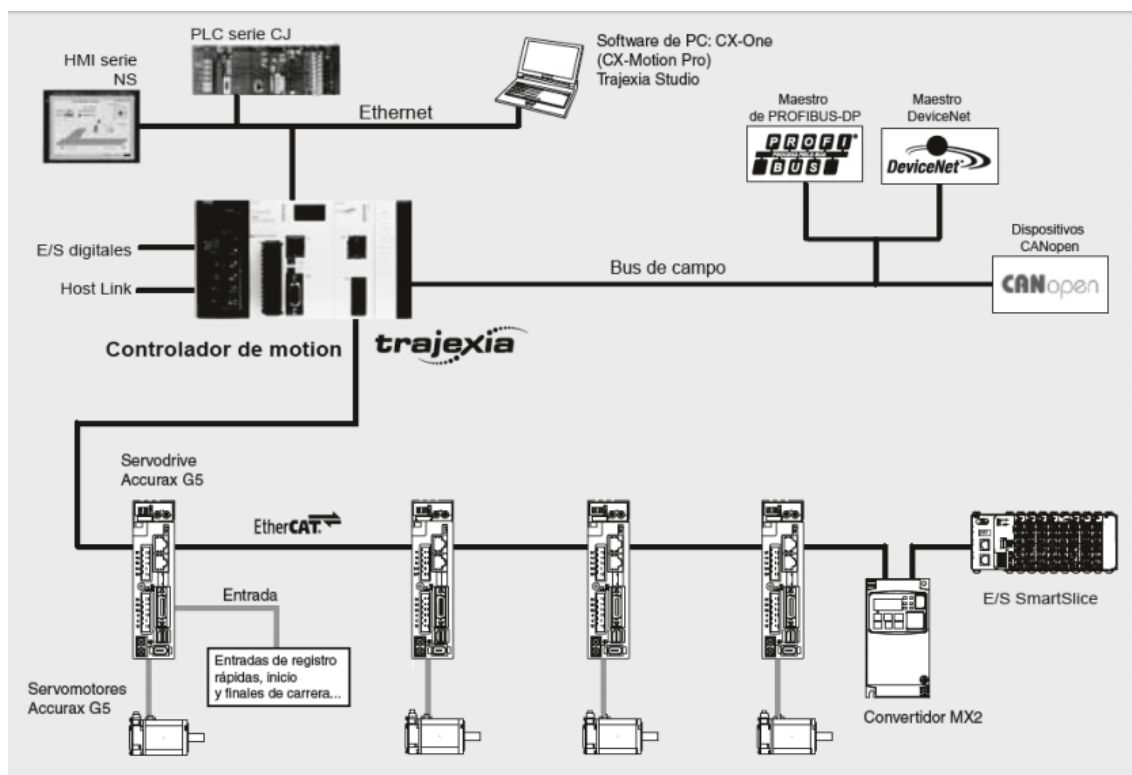 PLC serie CJ
HMI serie
NS
Software de PC: CX-One
(CX-Motion Pro)
Trajexia Studio
Ethernet
Maestro
de PROFIBUS-DP
Maestro
DeviceNet
PROFI
PROCESS FIELD BUS
BUS
DeviceNet
E/S digitales
Host Link
Bus de campo
Dispositivos
CANopen
CANopen
Controlador de motion
trajexia
Servodrive
Accurax G5
EtherCAT
Entrada
Entradas de registro
rápidas, inicio
y finales de carrera...
E/S SmartSlice
Servomotores
Accurax G5
Convertidor MX2